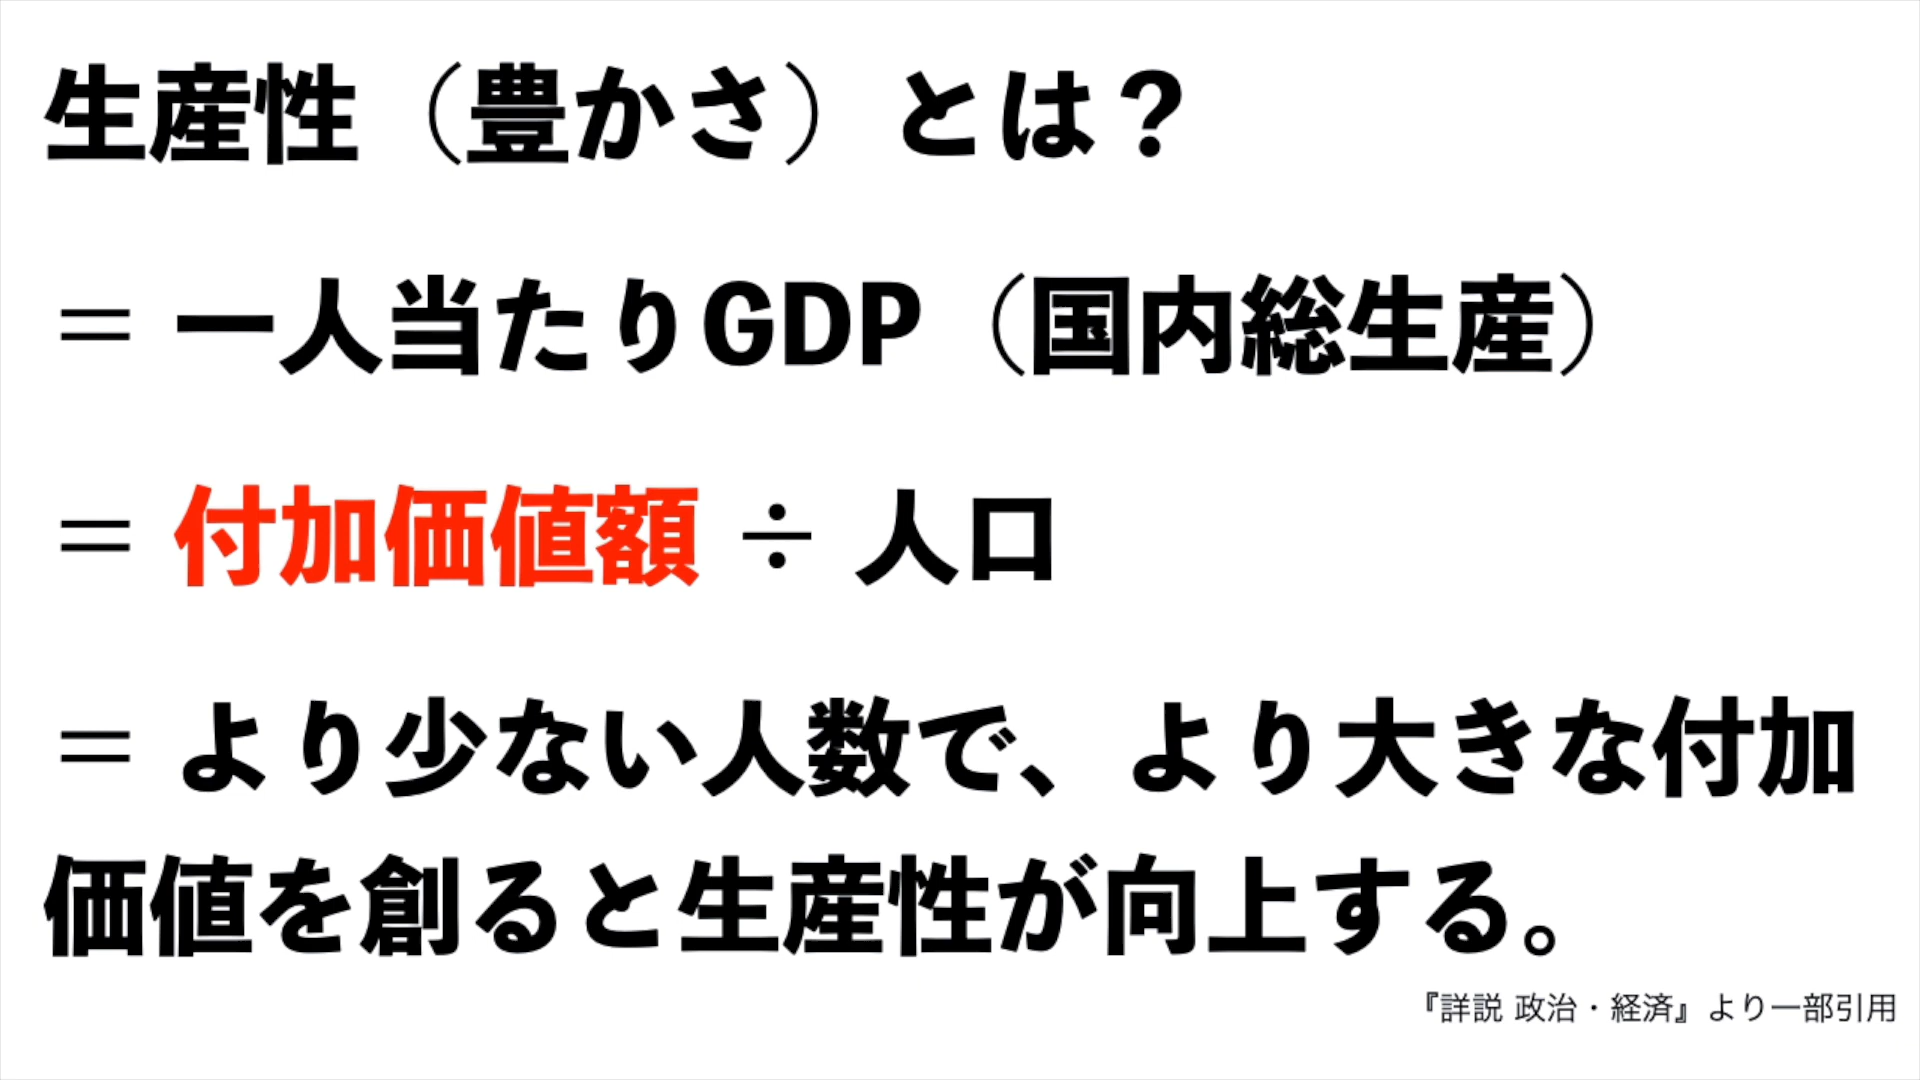 生産性（豊かさ）とは？
＝ 一人当たりGDP（国内総生産）
＝ 付加価値額 ÷ 人口
＝ より少ない人数で、より大きな付加
価値を創ると生産性が向上する。
『詳説 政治・経済』より一部引用